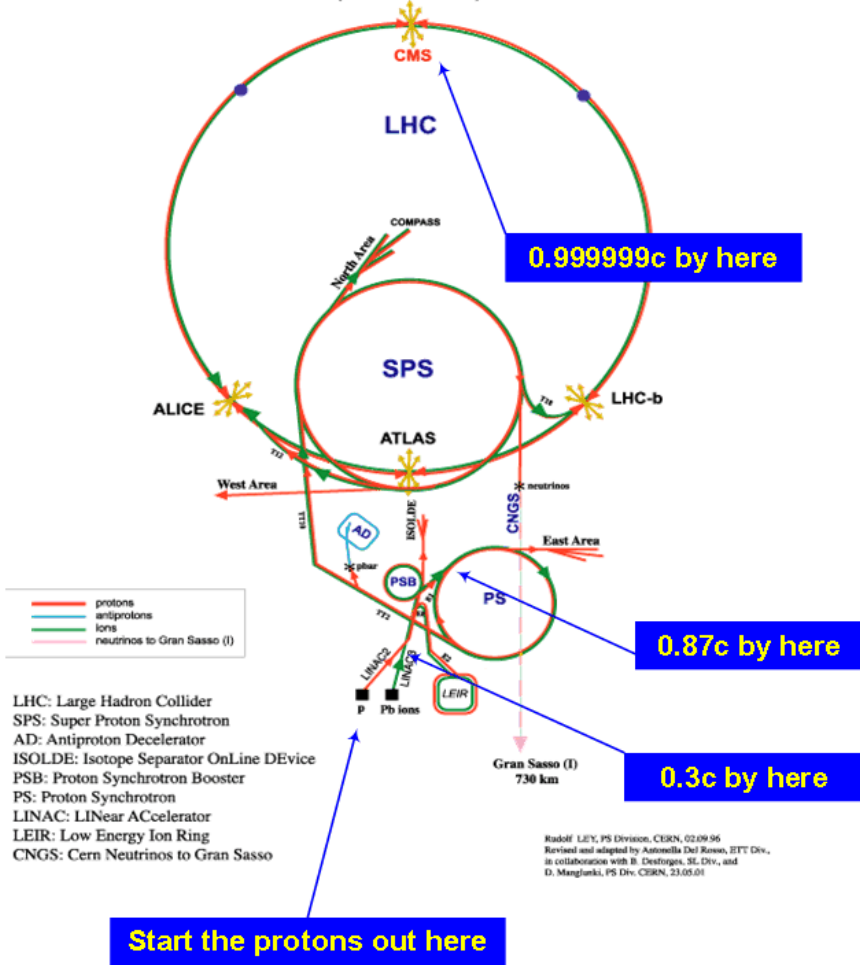 CMS
LHC
COMPASS
North Area
0.999999c by here
SPS
ALICE
TI8
LHC-b
ATLAS
TI2
West Area
neutrinos
CNGS
ISOLDE
TT10
East Area
AD
pbar
PSB
PS
TT2
protons
antiprotons
ions
neutrinos to Gran Sasso (I)
0.87c by here
E2
LINAC2
LINAC3
LEIR
p
Pb ions
LHC: Large Hadron Collider
SPS: Super Proton Synchrotron
AD: Antiproton Decelerator
ISOLDE: Isotope Separator OnLine DEvice
PSB: Proton Synchrotron Booster
PS: Proton Synchrotron
LINAC: LINear ACcelerator
LEIR: Low Energy Ion Ring
CNGS: Cern Neutrinos to Gran Sasso
Gran Sasso (I)
730 km
0.3c by here
Rudolf LEY, PS Division, CERN, 02.09.96
Revised and adapted by Antonella Del Rosso, ETT Div.,
in collaboration with B. Desforges, SL Div., and
D. Manglunki, PS Div. CERN, 23.05.01
Start the protons out here